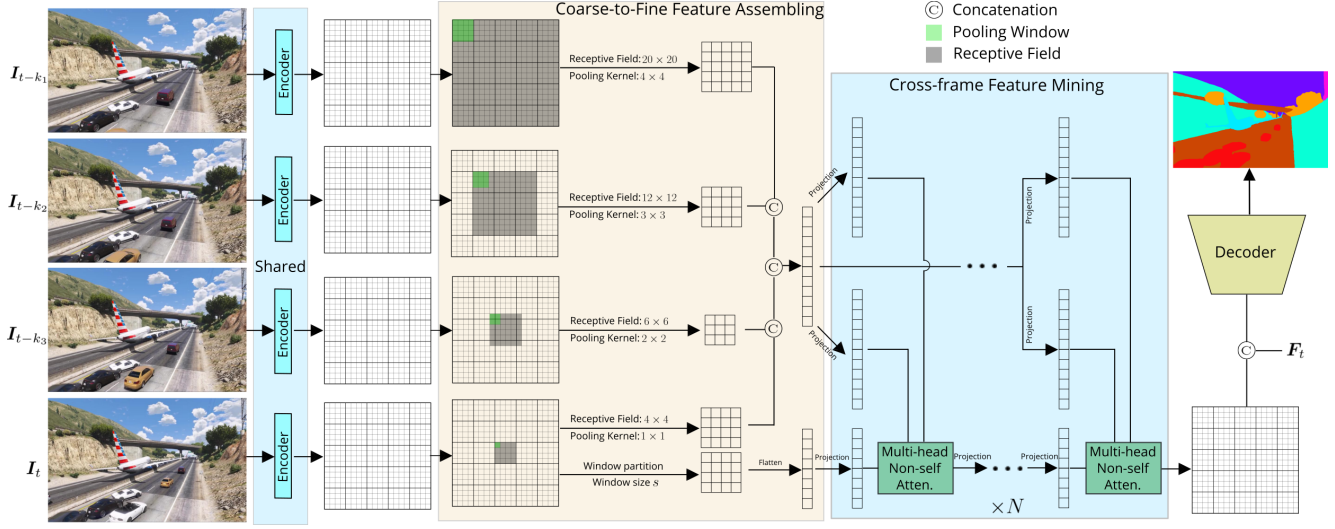 Coarse-to-Fine Feature Assembling
C Concatenation
Pooling Window
Receptive Field
I_{t-k_1}
Encoder
Receptive Field: 20 × 20
Pooling Kernel: 4 × 4
Cross-frame Feature Mining
I_{t-k_2}
Encoder
Receptive Field: 12 × 12
Pooling Kernel: 3 × 3
C
Projection
Projection
Shared
C
Decoder
I_{t-k_3}
Encoder
Receptive Field: 6 × 6
Pooling Kernel: 2 × 2
C
Projection
Projection
C
F_t
I_t
Encoder
Receptive Field: 4 × 4
Pooling Kernel: 1 × 1
Window partition
Window size s
Flatten
Projection
Multi-head
Non-self
Atten.
Projection
Projection
Multi-head
Non-self
Atten.
×N